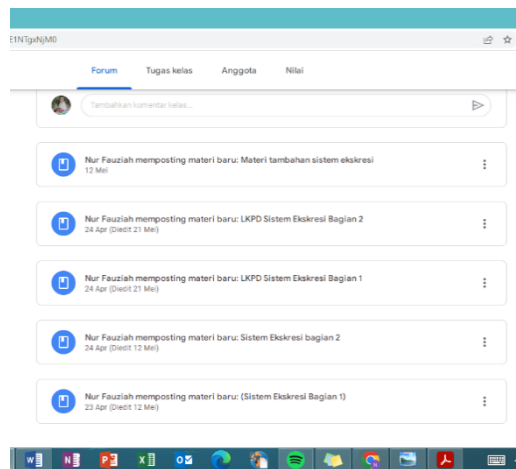 E1NTgxNjM0
Forum Tugas kelas Anggota Nilai
Tambahkan komentar kelas...
Nur Fauziah memposting materi baru: Materi tambahan sistem ekskresi
12 Mei
Nur Fauziah memposting materi baru: LKPD Sistem Ekskresi Bagian 2
24 Apr (Diedit 21 Mei)
Nur Fauziah memposting materi baru: LKPD Sistem Ekskresi Bagian 1
24 Apr (Diedit 21 Mei)
Nur Fauziah memposting materi baru: Sistem Ekskresi bagian 2
24 Apr (Diedit 12 Mei)
Nur Fauziah memposting materi baru: (Sistem Ekskresi Bagian 1)
23 Apr (Diedit 12 Mei)